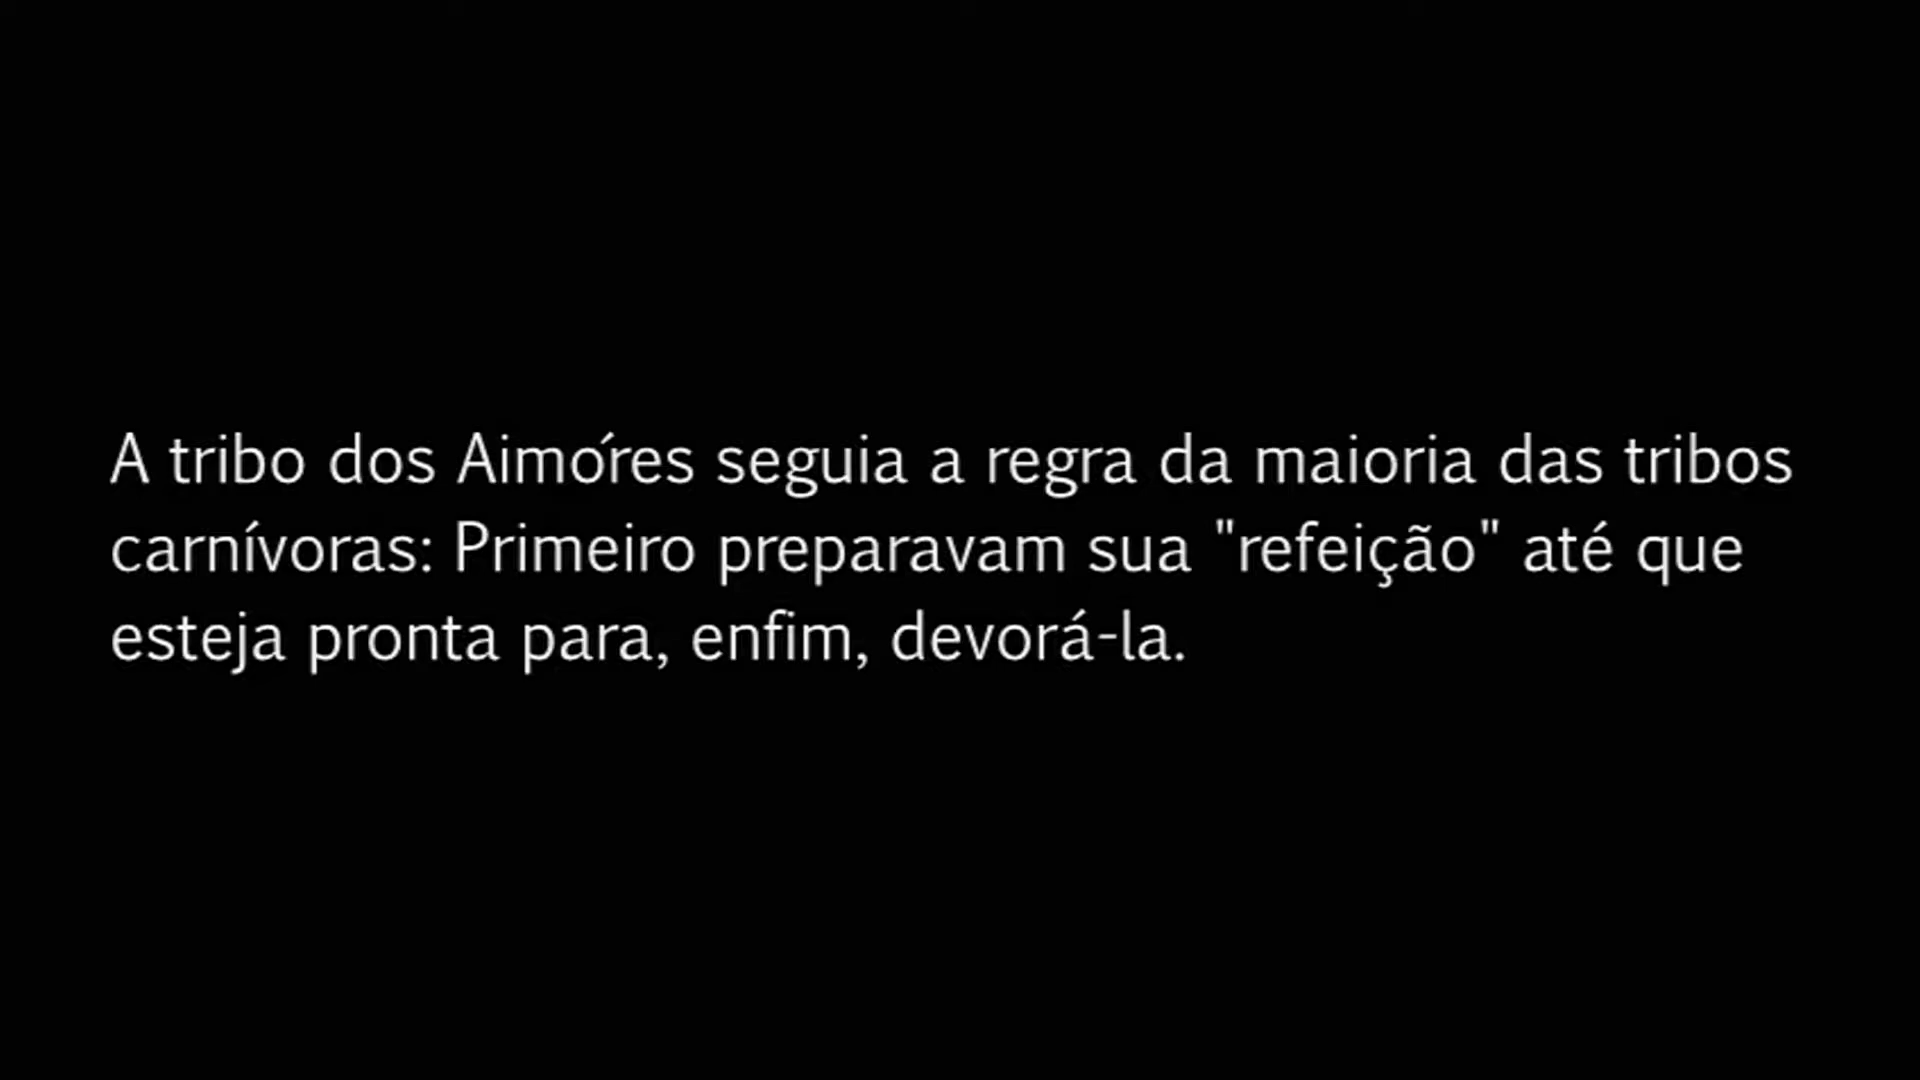 A tribo dos Aimóres seguia a regra da maioria das tribos
carnívoras: Primeiro preparavam sua "refeição" até que
esteja pronta para, enfim, devorá-la.